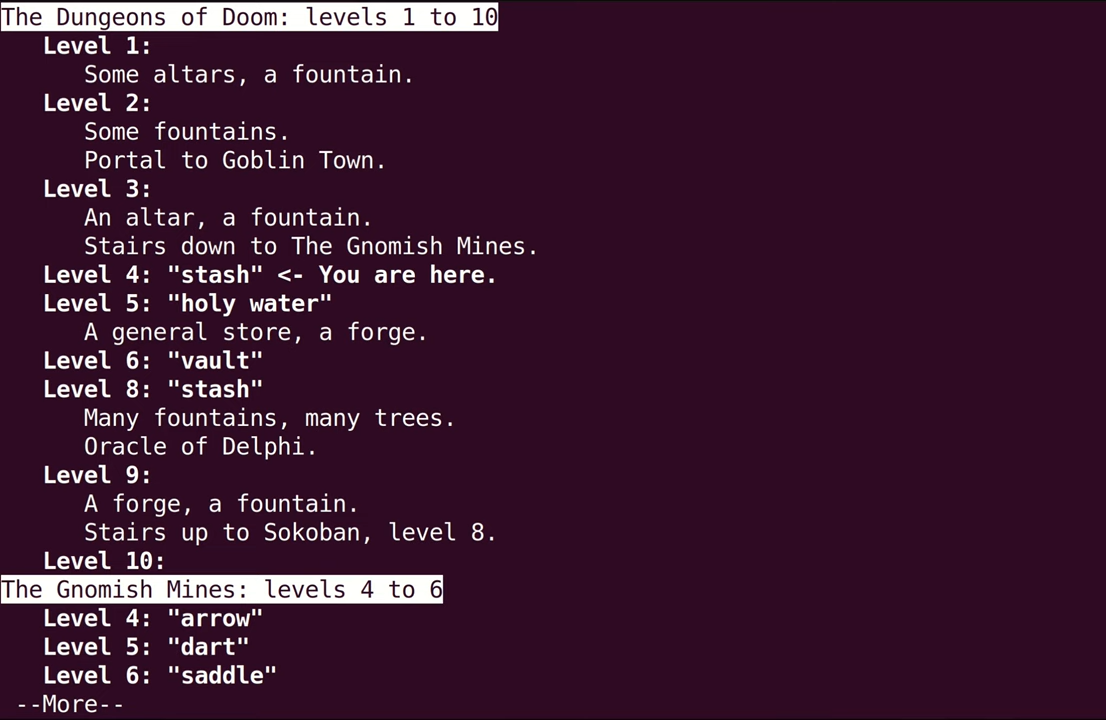 The Dungeons of Doom: levels 1 to 10
Level 1:
Some altars, a fountain.
Level 2:
Some fountains.
Portal to Goblin Town.
Level 3:
An altar, a fountain.
Stairs down to The Gnomish Mines.
Level 4: "stash" <- You are here.
Level 5: "holy water"
A general store, a forge.
Level 6: "vault"
Level 8: "stash"
Many fountains, many trees.
Oracle of Delphi.
Level 9:
A forge, a fountain.
Stairs up to Sokoban, level 8.
Level 10:
The Gnomish Mines: levels 4 to 6
Level 4: "arrow"
Level 5: "dart"
Level 6: "saddle"
--More--